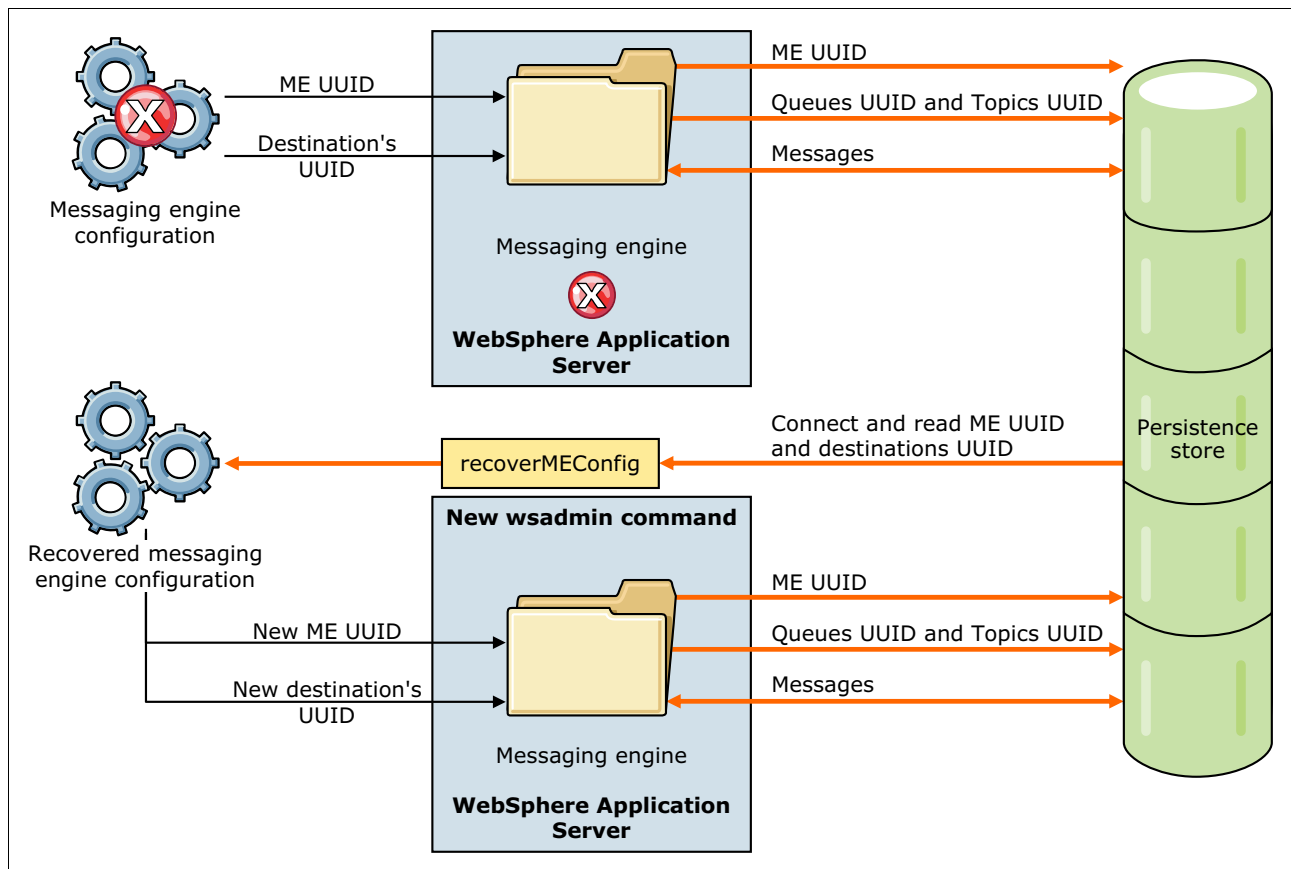 ME UUID
Destination's
UUID
Messaging engine
configuration
X
Messaging engine
X
WebSphere Application
Server
ME UUID
Queues UUID and Topics UUID
Messages
Connect and read ME UUID
and destinations UUID
Persistence
store
recoverMEConfig
New wsadmin command
Recovered messaging
engine configuration
New ME UUID
New destination's
UUID
Messaging engine
WebSphere Application
Server
ME UUID
Queues UUID and Topics UUID
Messages